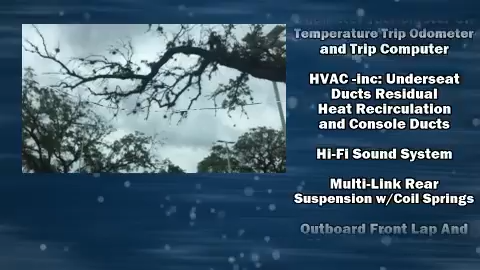 Temperature Trip Odometer
and Trip Computer
HVAC -inc: Underseat
Ducts Residual
Heat Recirculation
and Console Ducts
Hi-Fi Sound System
Multi-Link Rear
Suspension w/Coil Springs
Outboard Front Lap And